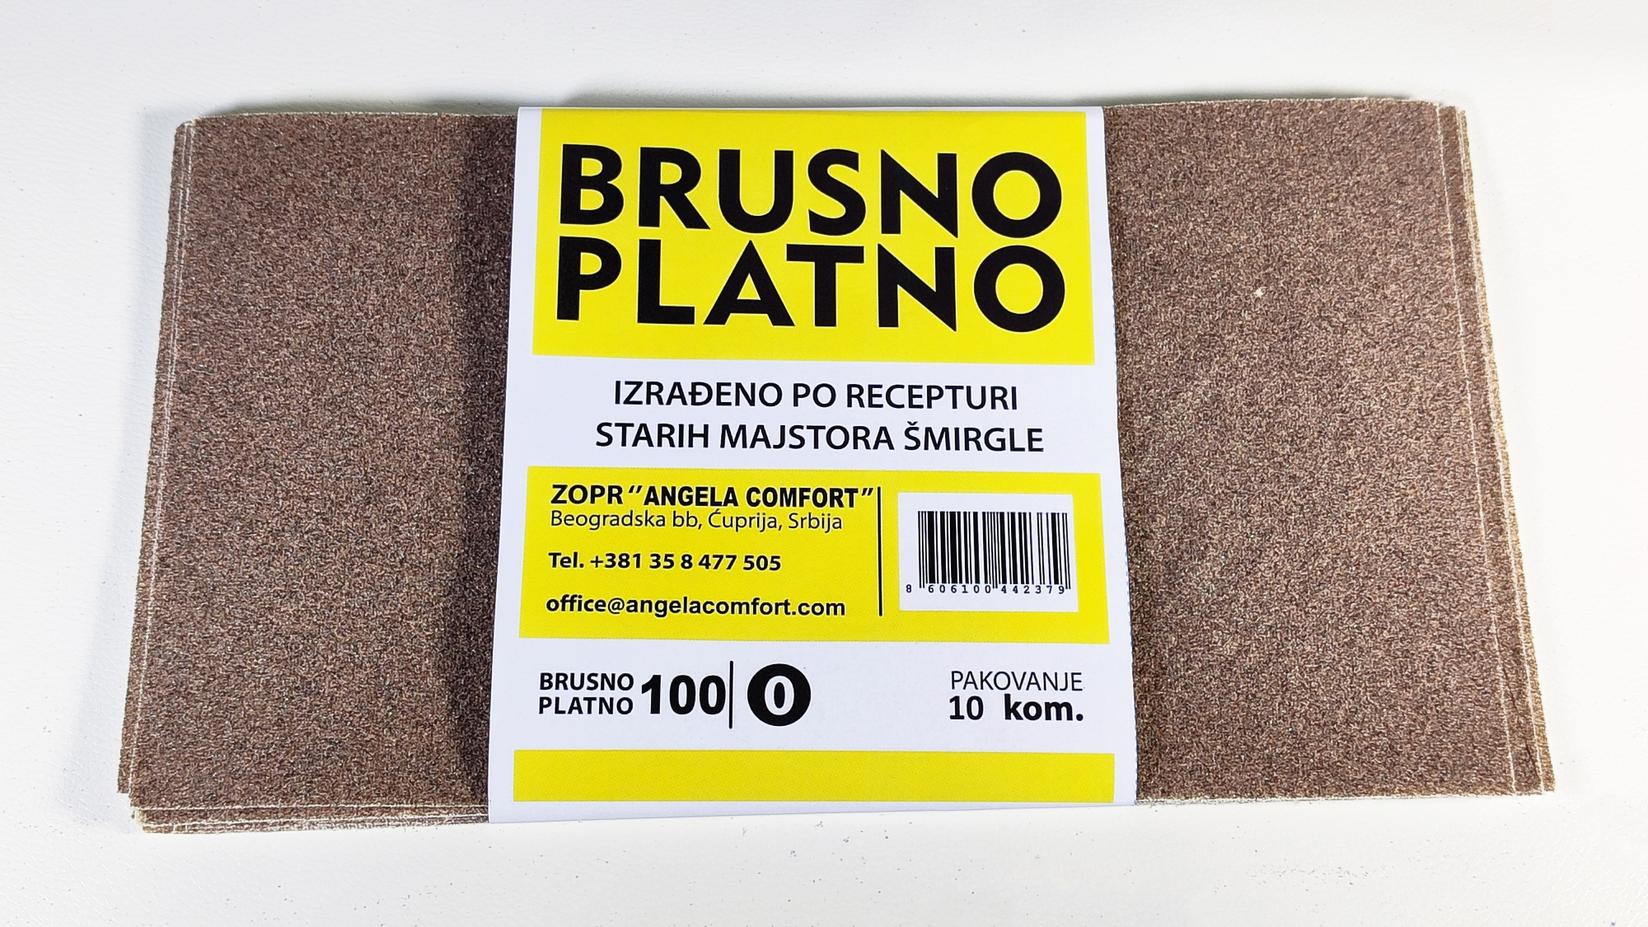 BRUSNO
PLATNO
IZRAĐENO PO RECEPTURI
STARIH MAJSTORA ŠMIRGLE
ZOPR "ANGELA COMFORT"
Beogradska bb, Ćuprija, Srbija
Tel. +381 35 8 477 505
office@angelacomfort.com
8 606100 442379
BRUSNO
PLATNO 100 | 0
PAKOVANJE
10 kom.